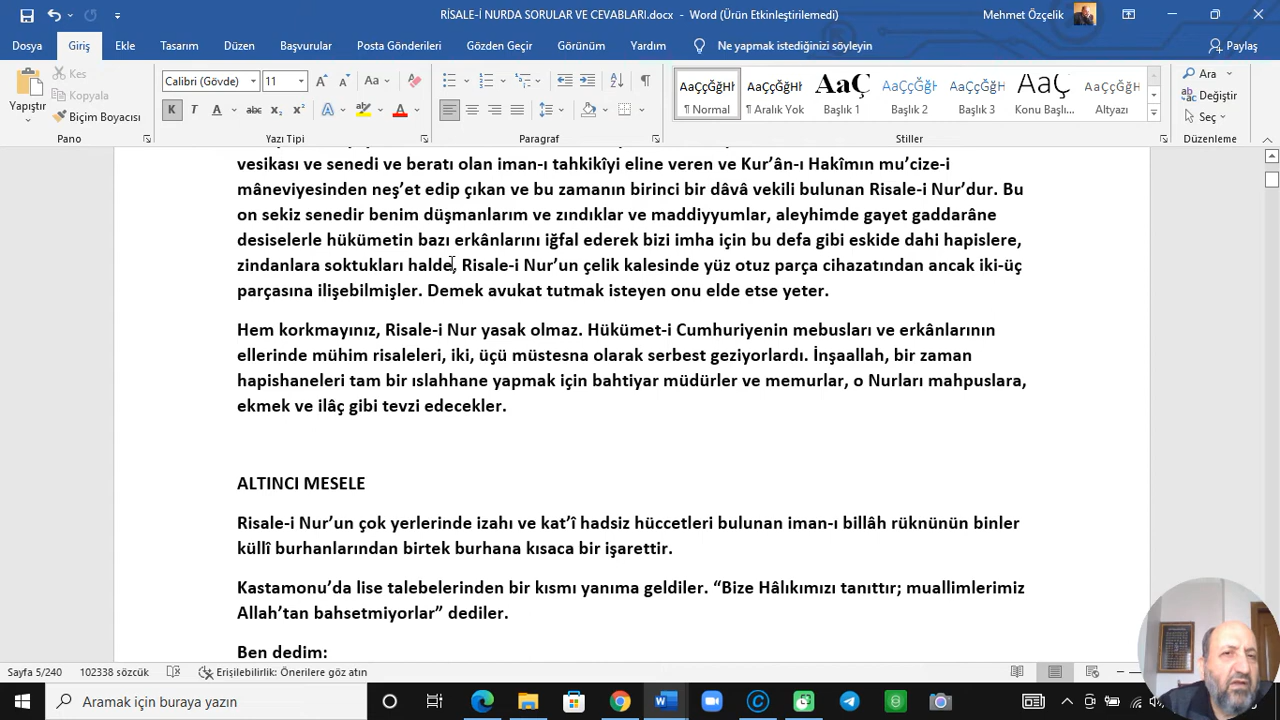 RİSALE-İ NURDA SORULAR VE CEVABLARI.docx - Word (Ürün Etkinleştirilemedi)
Mehmet Özçelik
Dosya Giriş Ekle Tasarım Düzen Başvurular Posta Gönderileri Gözden Geçir Görünüm Yardım Ne yapmak istediğinizi söyleyin Paylaş
Yapıştır
Kes
Kopyala
Biçim Boyacısı
Pano
Calibri (Gövde) 11
K T A abc x₂ x²
Yazı Tipi
Paragraf
AaÇçĞğHł AaÇçĞğHł AaÇ AaÇçĞğH AaÇçĞğH AaÇçĞğH AaÇçĞğH
¶ Normal ¶ Aralık Yok Başlık 1 Başlık 2 Başlık 3 Konu Başlı... Altyazı
Stiller
Ara
Değiştir
Seç
Düzenleme
vesikası ve senedi ve beratı olan iman-ı tahkikîyi eline veren ve Kur’ân-ı Hakîmın mu’cize-i
mâneviyesinden neş’et edip çıkan ve bu zamanın birinci bir dâvâ vekili bulunan Risale-i Nur’dur. Bu
on sekiz senedir benim düşmanlarım ve zındıklar ve maddiyyumlar, aleyhimde gayet gaddarâne
desiselerle hükümetin bazı erkânlarını iğfal ederek bizi imha için bu defa gibi eskide dahi hapislere,
zindanlara soktukları halde, Risale-i Nur’un çelik kalesinde yüz otuz parça cihazatından ancak iki-üç
parçasına ilişebilmişler. Demek avukat tutmak isteyen onu elde etse yeter.
Hem korkmayınız, Risale-i Nur yasak olmaz. Hükümet-i Cumhuriyenin mebusları ve erkânlarının
ellerinde mühim risaleleri, iki, üçü müstesna olarak serbest geziyorlardı. İnşaallah, bir zaman
hapishaneleri tam bir ıslahhane yapmak için bahtiyar müdürler ve memurlar, o Nurları mahpuslara,
ekmek ve ilâç gibi tevzi edecekler.
ALTINCI MESELE
Risale-i Nur’un çok yerlerinde izahı ve kat’î hadsiz hüccetleri bulunan iman-ı billâh rüknünün binler
küllî burhanlarından birtek burhana kısaca bir işarettir.
Kastamonu’da lise talebelerinden bir kısmı yanıma geldiler. “Bize Hâlıkımızı tanıttır; muallimlerimiz
Allah’tan bahsetmiyorlar” dediler.
Ben dedim:
Sayfa 5/240 102338 sözcük Erişilebilirlik: Önerilere göz atın
Aramak için buraya yazın